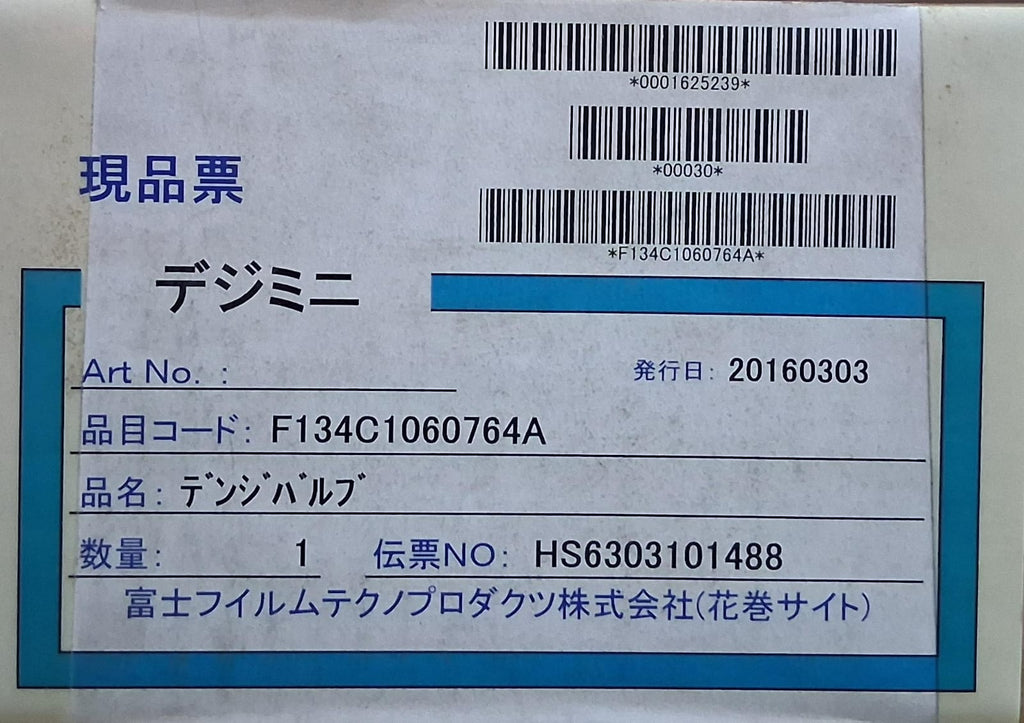 *0001625239*
*00030*
現品票
*F134C1060764A*
デジミニ
Art No. :
発行日: 20160303
品目コード: F134C1060764A
品名: ﾃﾞﾝｼﾞﾊﾞﾙﾌﾞ
数量: 1 伝票NO: HS6303101488
富士フイルムテクノプロダクツ株式会社(花巻サイト)